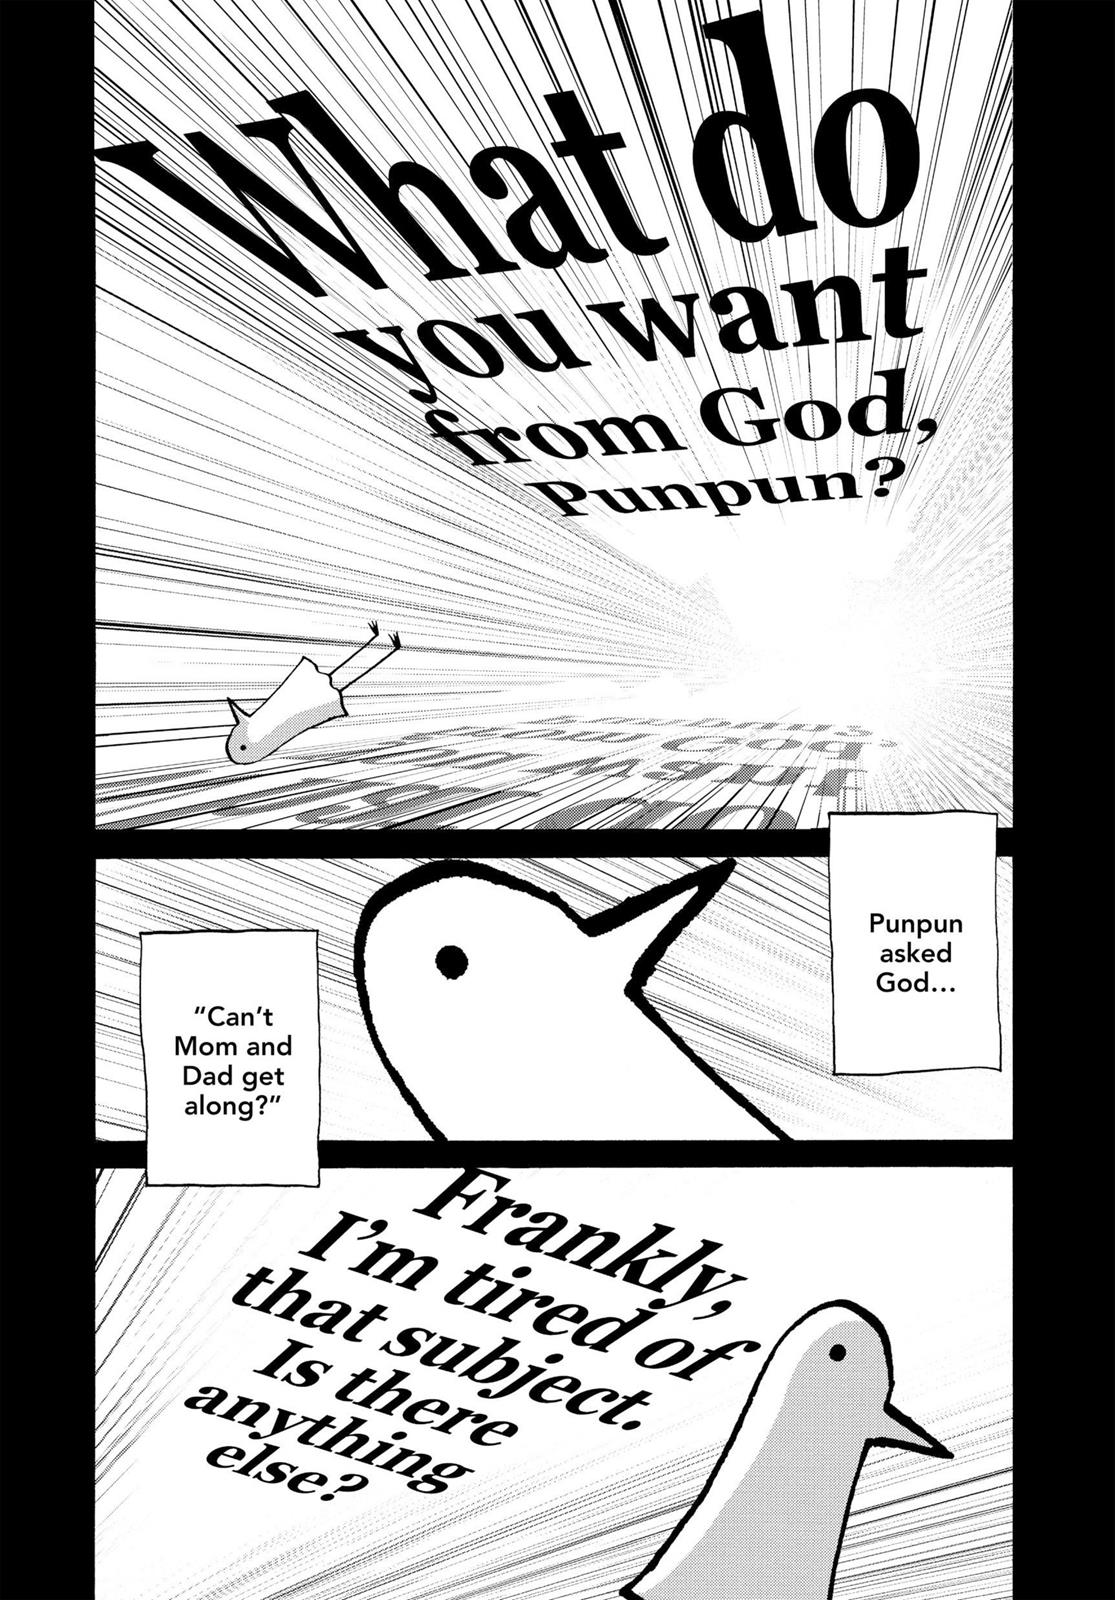 What do
you want
from God,
Punpun?
Punpun
asked
God...
"Can't
Mom and
Dad get
along?"
Frankly,
I'm tired of
that subject.
Is there
anything
else?